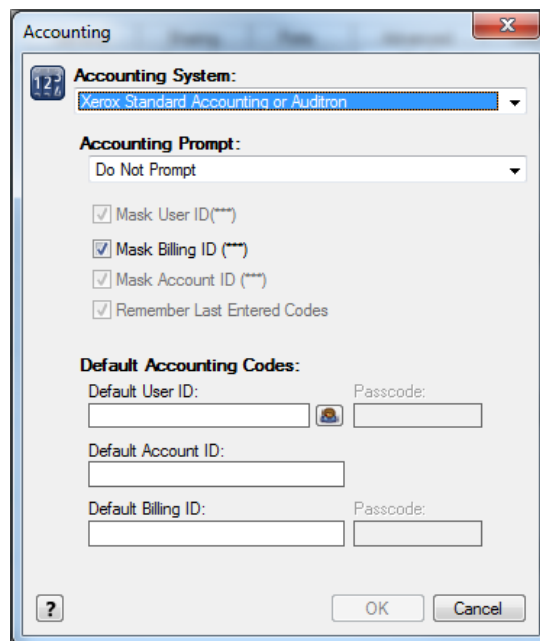 Accounting
123
Accounting System:
Xerox Standard Accounting or Auditron
Accounting Prompt:
Do Not Prompt
Mask User ID(***)
Mask Billing ID (***)
Mask Account ID (***)
Remember Last Entered Codes
Default Accounting Codes:
Default User ID: Passcode:
Default Account ID:
Default Billing ID: Passcode:
? OK Cancel